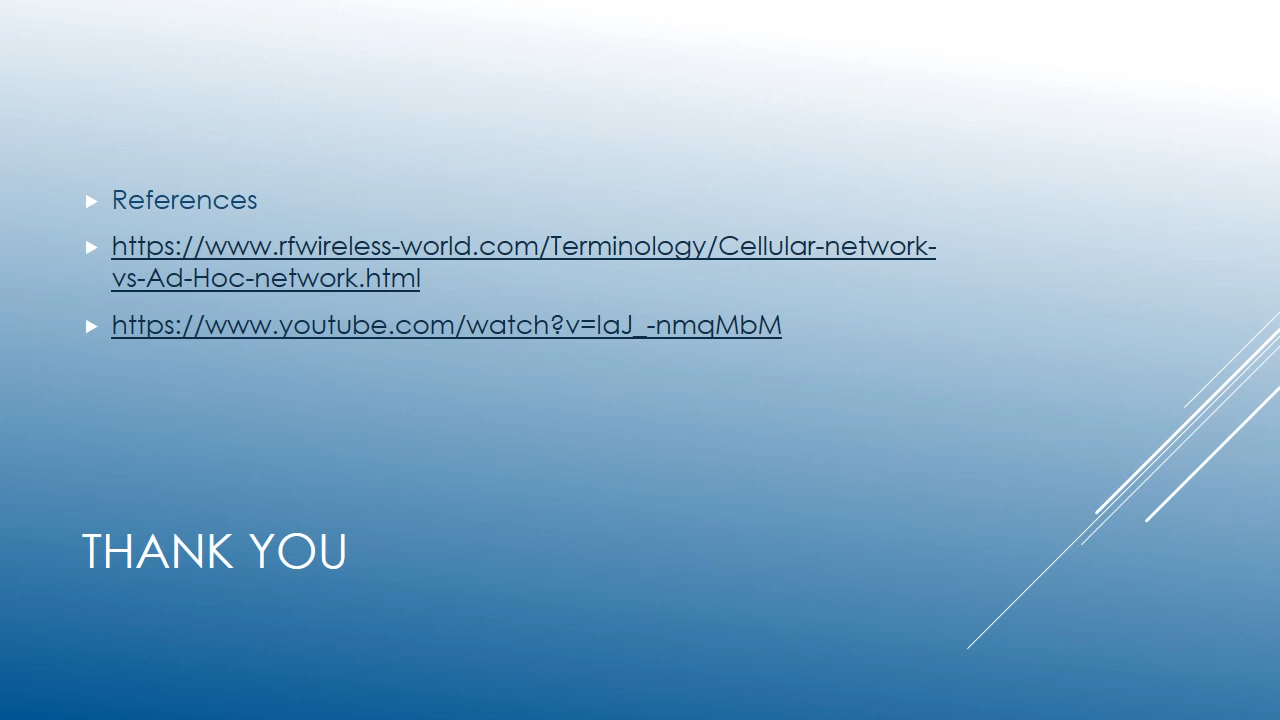 References
https://www.rfwireless-world.com/Terminology/Cellular-network-
vs-Ad-Hoc-network.html
https://www.youtube.com/watch?v=laJ_-nmqMbM
THANK YOU